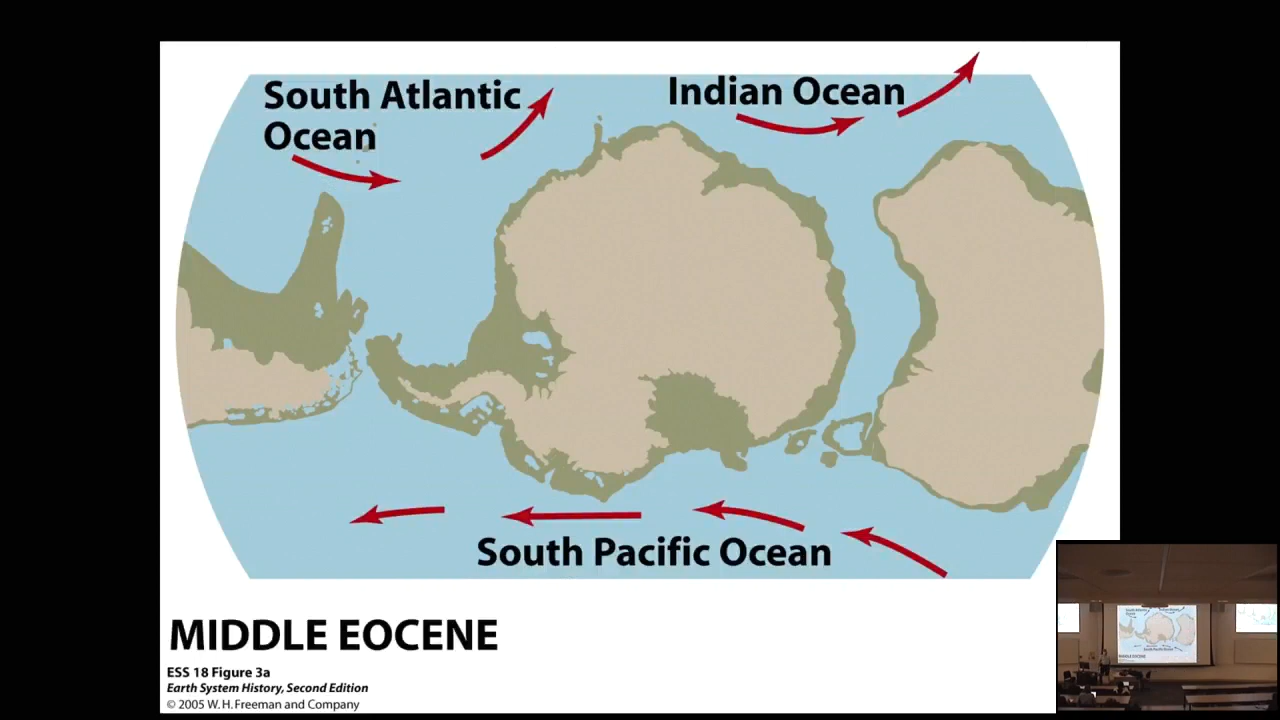 South Atlantic
Ocean
Indian Ocean
South Pacific Ocean
MIDDLE EOCENE
ESS 18 Figure 3a
Earth System History, Second Edition
© 2005 W. H. Freeman and Company